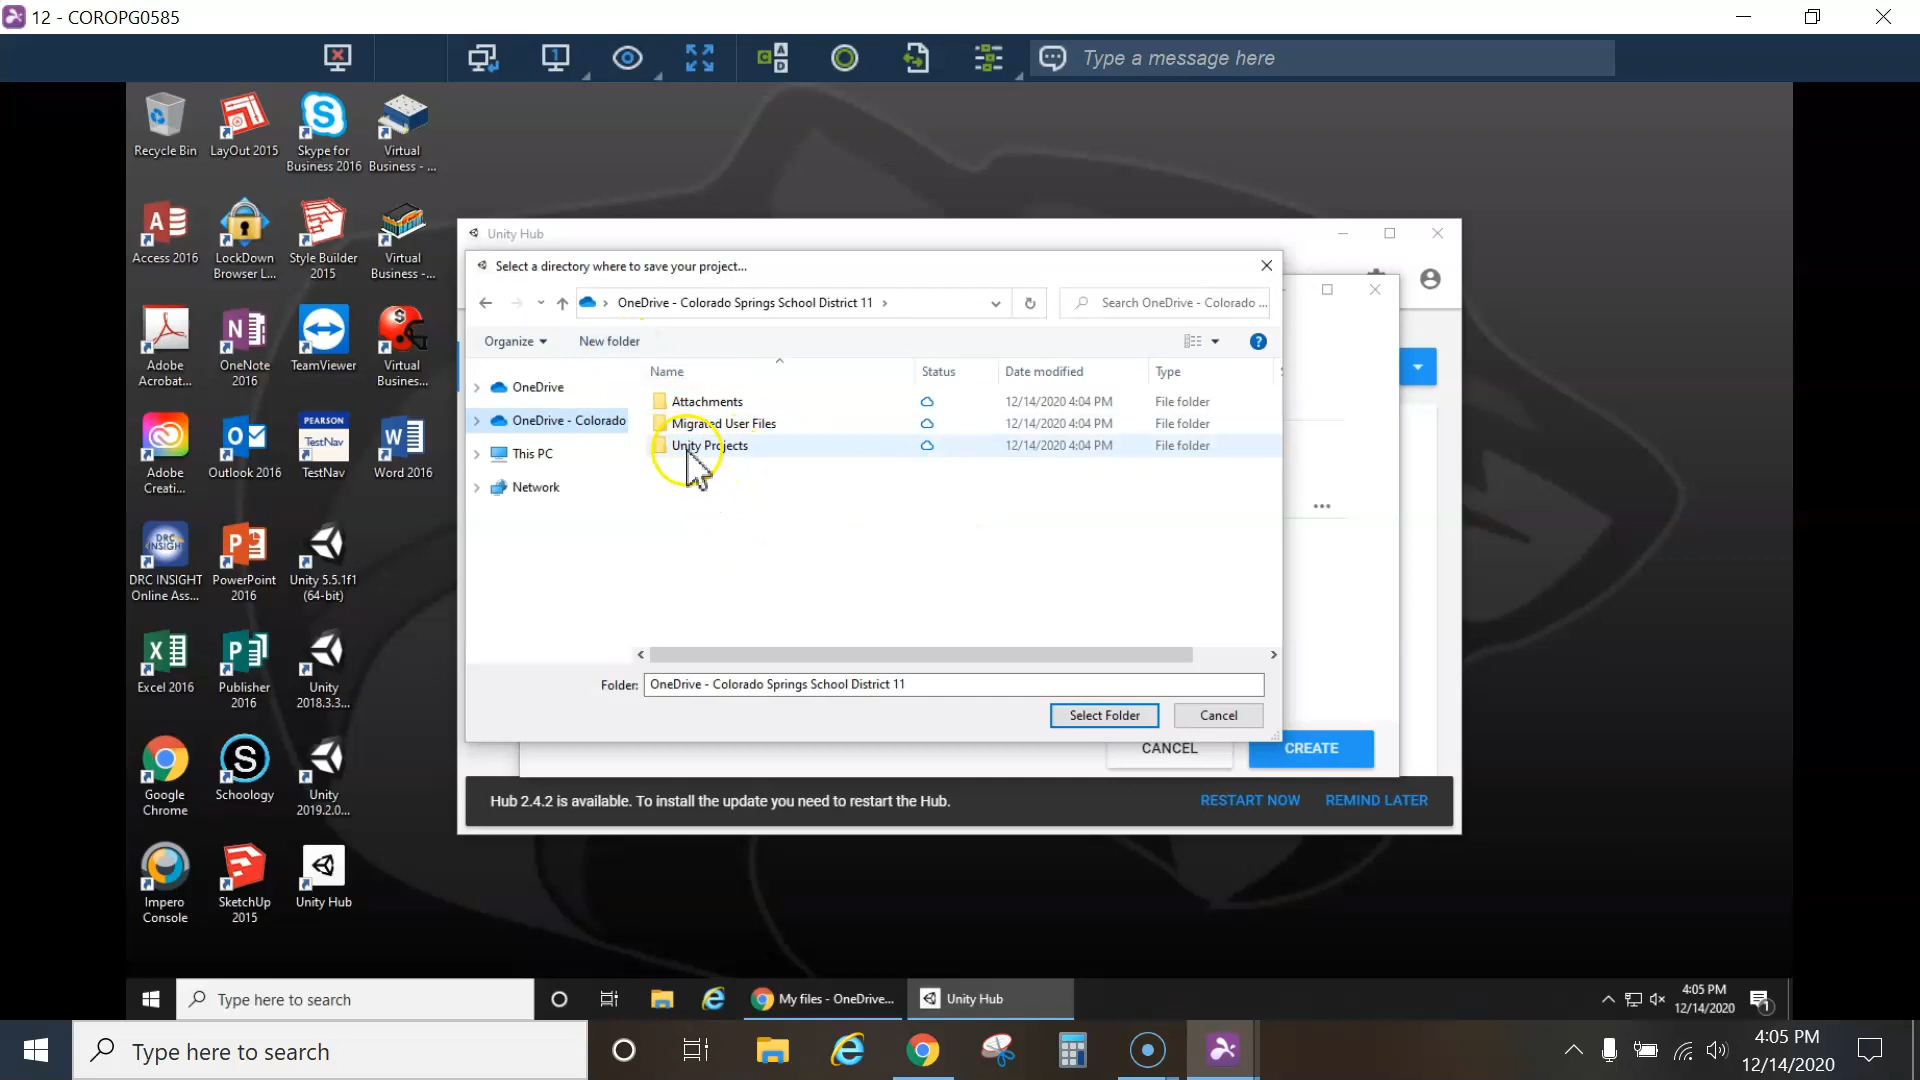 12 - COROPG0585
Type a message here
Recycle Bin
LayOut 2015
Skype for
Business 2016
Virtual
Business - ...
Access 2016
LockDown
Browser L...
Style Builder
2015
Virtual
Business - ...
Adobe
Acrobat...
OneNote
2016
TeamViewer
Virtual
Busines...
Adobe
Creati...
Outlook 2016
PEARSON
TestNav
TestNav
Word 2016
DRC
INSIGHT
DRC INSIGHT
Online Ass...
PowerPoint
2016
Unity 5.5.1f1
(64-bit)
Excel 2016
Publisher
2016
Unity
2018.3.3...
Google
Chrome
Schoology
Unity
2019.2.0...
Impero
Console
SketchUp
2015
Unity Hub
Unity Hub
Select a directory where to save your project...
OneDrive - Colorado Springs School District 11
Search OneDrive - Colorado ...
Organize
New folder
Name
Status
Date modified
Type
OneDrive
OneDrive - Colorado
This PC
Network
Attachments
12/14/2020 4:04 PM
File folder
Migrated User Files
12/14/2020 4:04 PM
File folder
Unity Projects
12/14/2020 4:04 PM
File folder
Folder:
OneDrive - Colorado Springs School District 11
Select Folder
Cancel
CANCEL
CREATE
Hub 2.4.2 is available. To install the update you need to restart the Hub.
RESTART NOW
REMIND LATER
Type here to search
My files - OneDrive...
Unity Hub
4:05 PM
12/14/2020
1
Type here to search
4:05 PM
12/14/2020